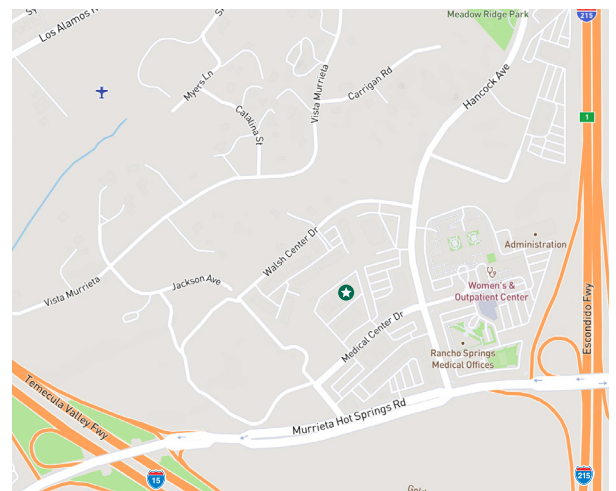 Meadow Ridge Park
215
Los Alamos R
Hancock Ave
Carrigan Rd
Myers Ln
Vista Murrieta
Catalina St
1
Administration
Walsh Center Dr
Women's &
Outpatient Center
Jackson Ave
Vista Murrieta
Medical Center Dr
Escondido Fwy
Rancho Springs
Medical Offices
Temecula Valley Fwy
Murrieta Hot Springs Rd
15
215